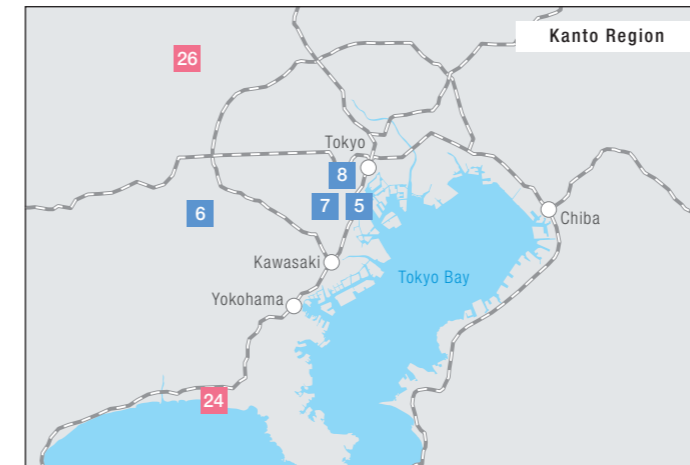 Kanto Region
26
Tokyo
8
7
5
6
Chiba
Kawasaki
Tokyo Bay
Yokohama
24